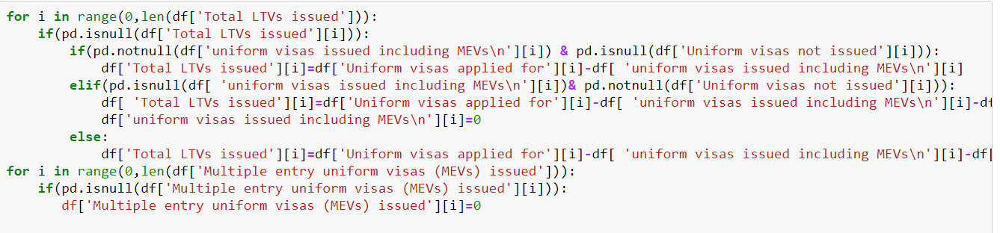 for i in range(0,len(df['Total LTVs issued'])):
    if(pd.isnull(df['Total LTVs issued'][i])):
        if(pd.notnull(df['uniform visas issued including MEVs\n'][i]) & pd.isnull(df['Uniform visas not issued'][i])):
            df['Total LTVs issued'][i]=df['Uniform visas applied for'][i]-df[ 'uniform visas issued including MEVs\n'][i]
        elif(pd.isnull(df[ 'uniform visas issued including MEVs\n'][i])& pd.notnull(df['Uniform visas not issued'][i])):
            df[ 'Total LTVs issued'][i]=df['Uniform visas applied for'][i]-df[ 'uniform visas issued including MEVs\n'][i]-df
            df['uniform visas issued including MEVs\n'][i]=0
        else:
            df['Total LTVs issued'][i]=df['Uniform visas applied for'][i]-df[ 'uniform visas issued including MEVs\n'][i]-df[
for i in range(0,len(df['Multiple entry uniform visas (MEVs) issued'])):
    if(pd.isnull(df['Multiple entry uniform visas (MEVs) issued'][i])):
       df['Multiple entry uniform visas (MEVs) issued'][i]=0